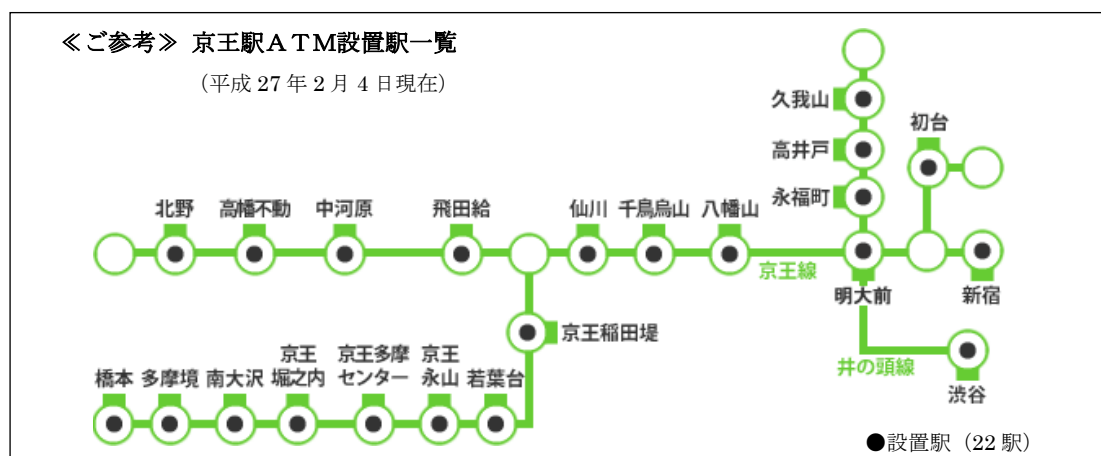 ≪ご参考≫ 京王駅ATM設置駅一覧
(平成 27 年 2 月 4 日現在)
久我山
初台
高井戸
永福町
北野
高幡不動
中河原
飛田給
仙川
千鳥烏山
八幡山
京王線
明大前
新宿
京王稲田堤
井の頭線
渋谷
橋本
多摩境
南大沢
京王
堀之内
京王多摩
センター
京王
永山
若葉台
●設置駅(22 駅)